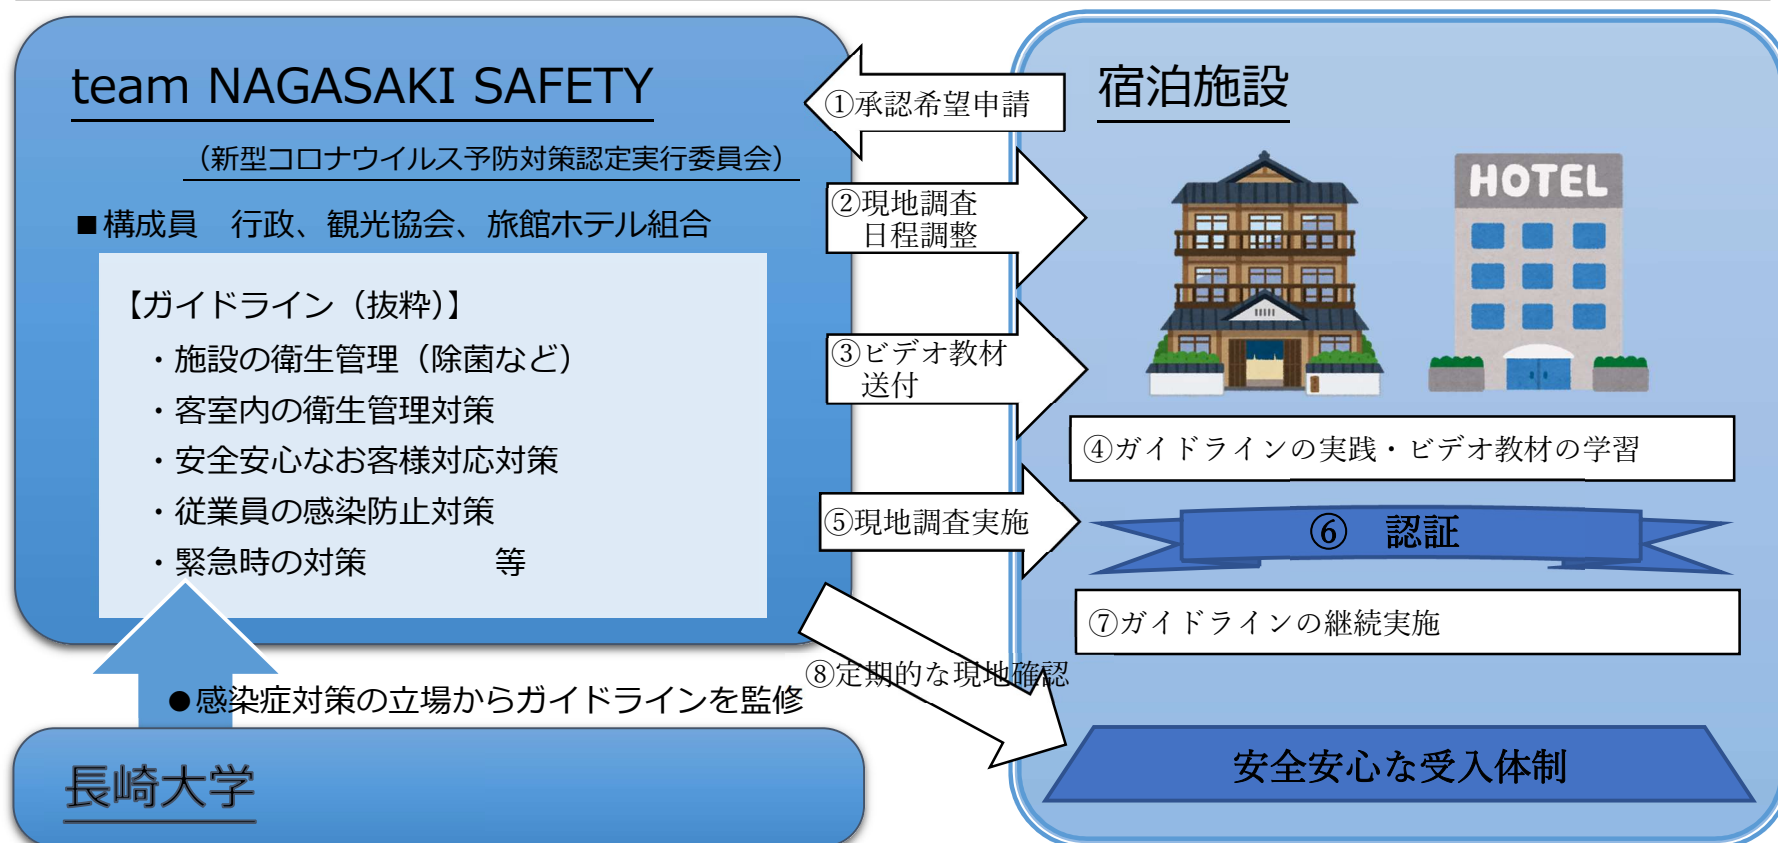 team NAGASAKI SAFETY
（新型コロナウイルス予防対策認定実行委員会）
■構成員　行政、観光協会、旅館ホテル組合
【ガイドライン（抜粋）】
・施設の衛生管理（除菌など）
・客室内の衛生管理対策
・安全安心なお客様対応対策
・従業員の感染防止対策
・緊急時の対策　　　　等
●感染症対策の立場からガイドラインを監修
長崎大学
①承認希望申請
②現地調査
日程調整
③ビデオ教材
送付
⑤現地調査実施
⑧定期的な現地確認
宿泊施設
HOTEL
④ガイドラインの実践・ビデオ教材の学習
⑥　認証
⑦ガイドラインの継続実施
安全安心な受入体制